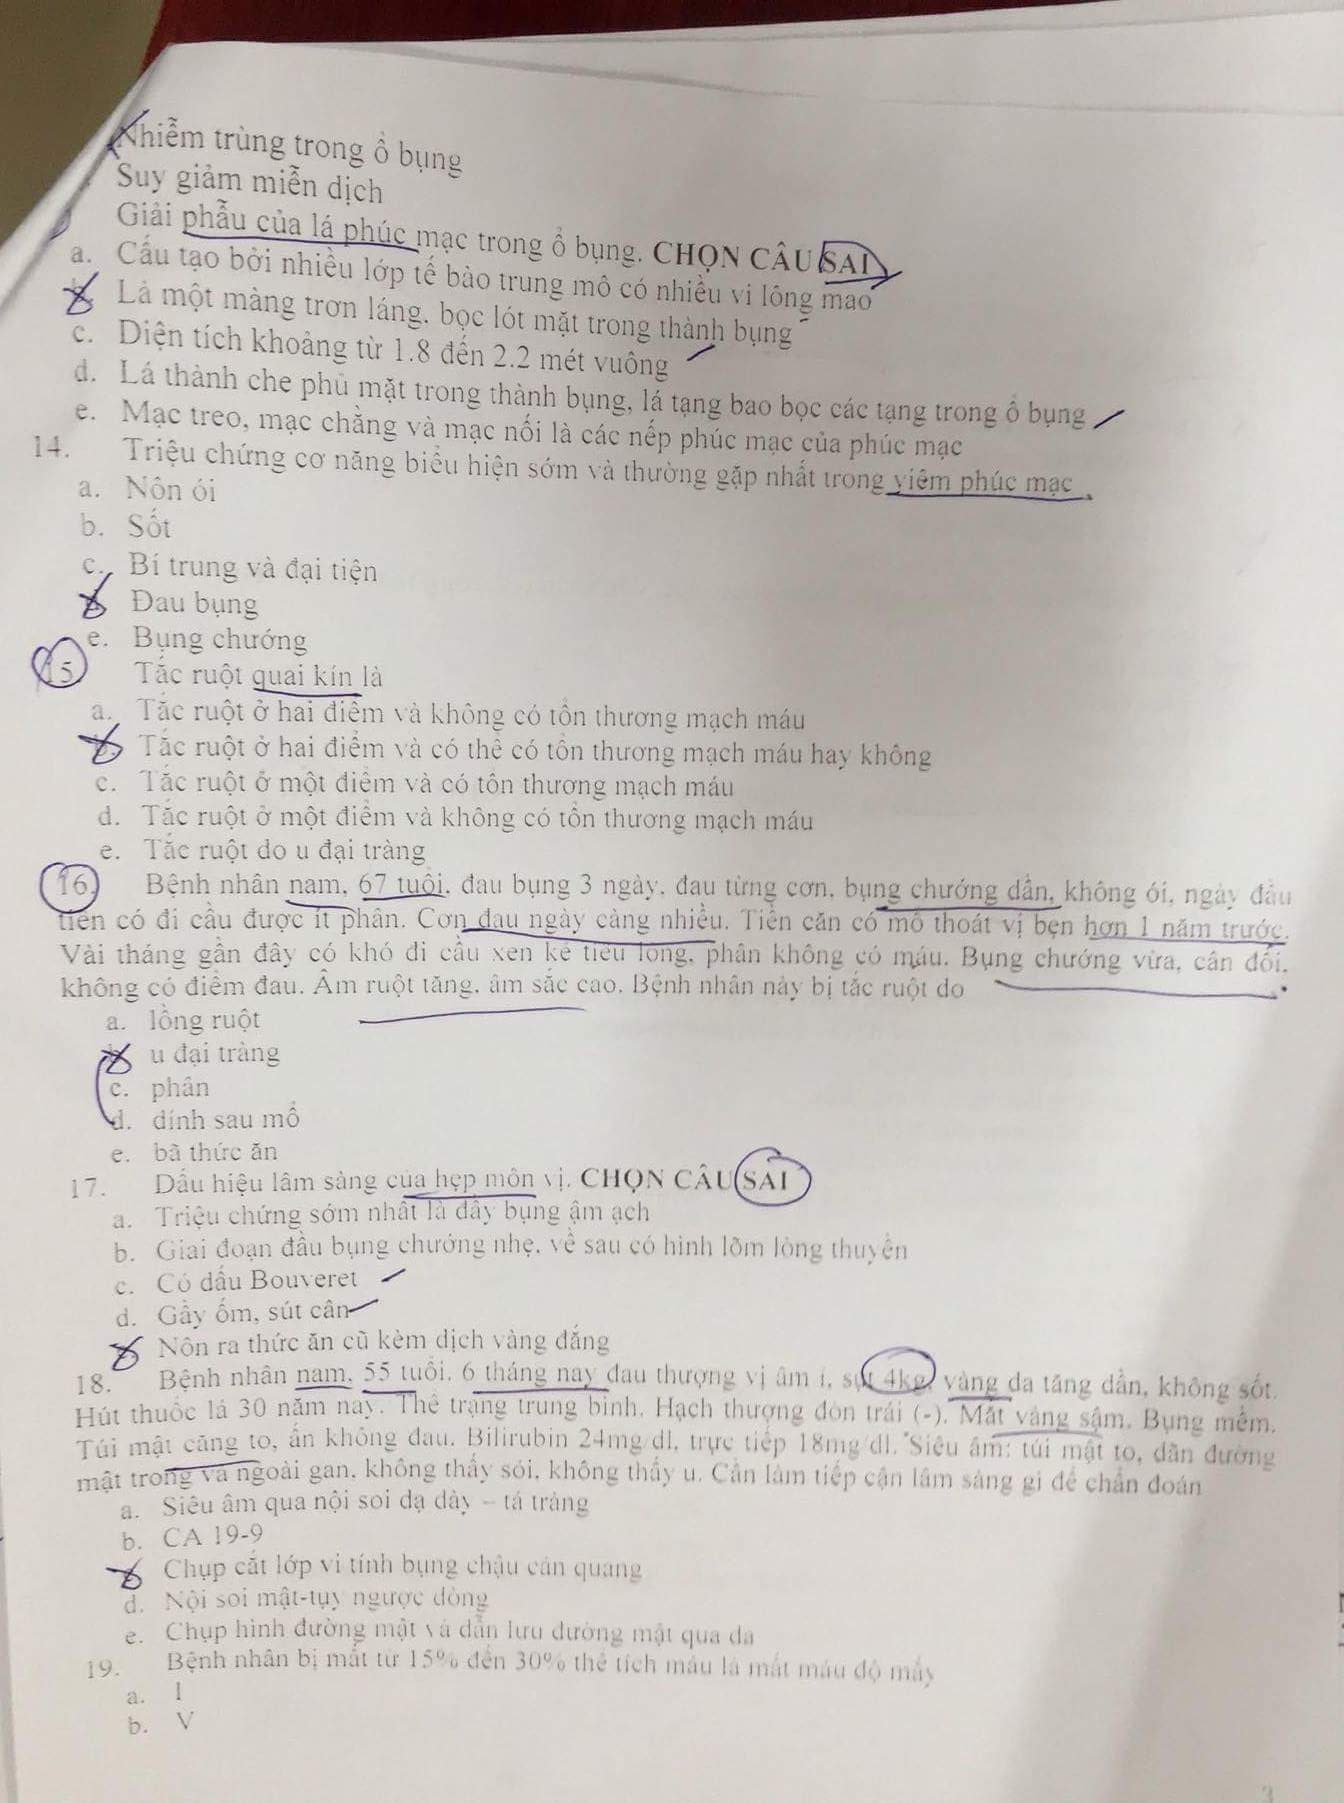 Nhiễm trùng trong ổ bụng
Suy giảm miễn dịch
Giải phẫu của lá phúc mạc trong ổ bụng. CHỌN CÂU SAI
a. Cấu tạo bởi nhiều lớp tế bào trung mô có nhiều vi lông mao
Là một màng trơn láng. bọc lót mặt trong thành bụng
c. Diện tích khoảng từ 1.8 đến 2.2 mét vuông
d. Lá thành che phủ mặt trong thành bụng, lá tạng bao bọc các tạng trong ổ bụng
e. Mạc treo, mạc chằng và mạc nối là các nếp phúc mạc của phúc mạc
14. Triệu chứng cơ năng biểu hiện sớm và thường gặp nhất trong viêm phúc mạc
a. Nôn ói
b. Sốt
c. Bí trung và đại tiện
Đau bụng
e. Bụng chướng
15 Tắc ruột quai kín là
a. Tắc ruột ở hai điểm và không có tổn thương mạch máu
Tắc ruột ở hai điểm và có thể có tổn thương mạch máu hay không
c. Tắc ruột ở một điểm và có tổn thương mạch máu
d. Tắc ruột ở một điểm và không có tổn thương mạch máu
e. Tắc ruột do u đại tràng
16. Bệnh nhân nam, 67 tuổi, đau bụng 3 ngày, đau từng cơn, bụng chướng dần, không ói, ngày đầu
tiên có đi cầu được ít phân. Cơn đau ngày càng nhiều. Tiền căn có mổ thoát vị bẹn hơn 1 năm trước.
Vài tháng gần đây có khó đi cầu xen kẽ tiêu lỏng, phân không có máu. Bụng chướng vừa, cân đối,
không có điểm đau. Âm ruột tăng, âm sắc cao. Bệnh nhân này bị tắc ruột do
a. lồng ruột
u đại tràng
c. phân
d. dính sau mổ
e. bã thức ăn
17. Dấu hiệu lâm sàng của hẹp môn vị. CHỌN CÂU SAI
a. Triệu chứng sớm nhất là đầy bụng ậm ạch
b. Giai đoạn đầu bụng chướng nhẹ, về sau có hình lõm lòng thuyền
c. Có dấu Bouveret
d. Gầy ốm, sút cân
Nôn ra thức ăn cũ kèm dịch vàng đắng
18. Bệnh nhân nam, 55 tuổi. 6 tháng nay đau thượng vị âm ỉ, sụt 4kg, vàng da tăng dần, không sốt.
Hút thuốc lá 30 năm nay. Thể trạng trung bình. Hạch thượng đòn trái (-). Mắt vàng sậm. Bụng mềm.
Túi mật căng to, ấn không đau. Bilirubin 24mg/dl, trực tiếp 18mg/dl. Siêu âm: túi mật to, dãn đường
mật trong và ngoài gan, không thấy sỏi, không thấy u. Cần làm tiếp cận lâm sàng gì để chẩn đoán
a. Siêu âm qua nội soi dạ dày – tá tràng
b. CA 19-9
Chụp cắt lớp vi tính bụng chậu cản quang
d. Nội soi mật-tụy ngược dòng
e. Chụp hình đường mật và dẫn lưu đường mật qua da
19. Bệnh nhân bị mất từ 15% đến 30% thể tích máu là mất máu độ mấy
a. I
b. V
3